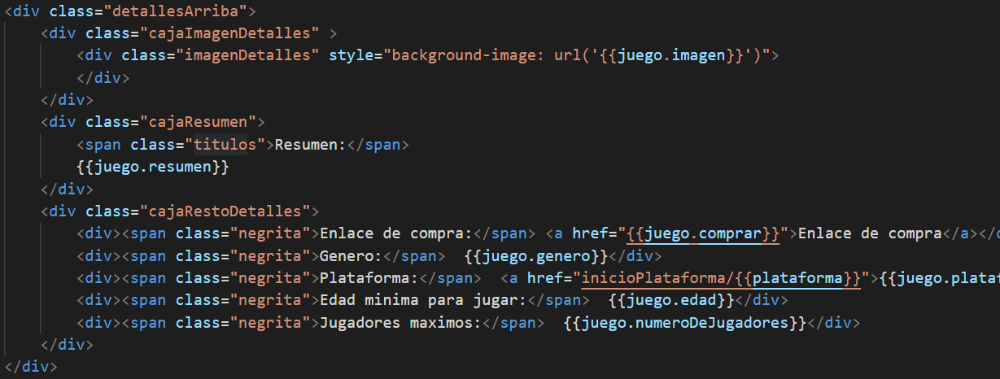 <div class="detallesArriba">
    <div class="cajaImagenDetalles" >
        <div class="imagenDetalles" style="background-image: url('{{juego.imagen}}')">
        </div>
    </div>
    <div class="cajaResumen">
        <span class="titulos">Resumen:</span>
        {{juego.resumen}}
    </div>
    <div class="cajaRestoDetalles">
        <div><span class="negrita">Enlace de compra:</span> <a href="{{juego.comprar}}">Enlace de compra</a></d
        <div><span class="negrita">Genero:</span>  {{juego.genero}}</div>
        <div><span class="negrita">Plataforma:</span>  <a href="inicioPlataforma/{{plataforma}}">{{juego.plataf
        <div><span class="negrita">Edad minima para jugar:</span>  {{juego.edad}}</div>
        <div><span class="negrita">Jugadores maximos:</span>  {{juego.numeroDeJugadores}}</div>
    </div>
</div>